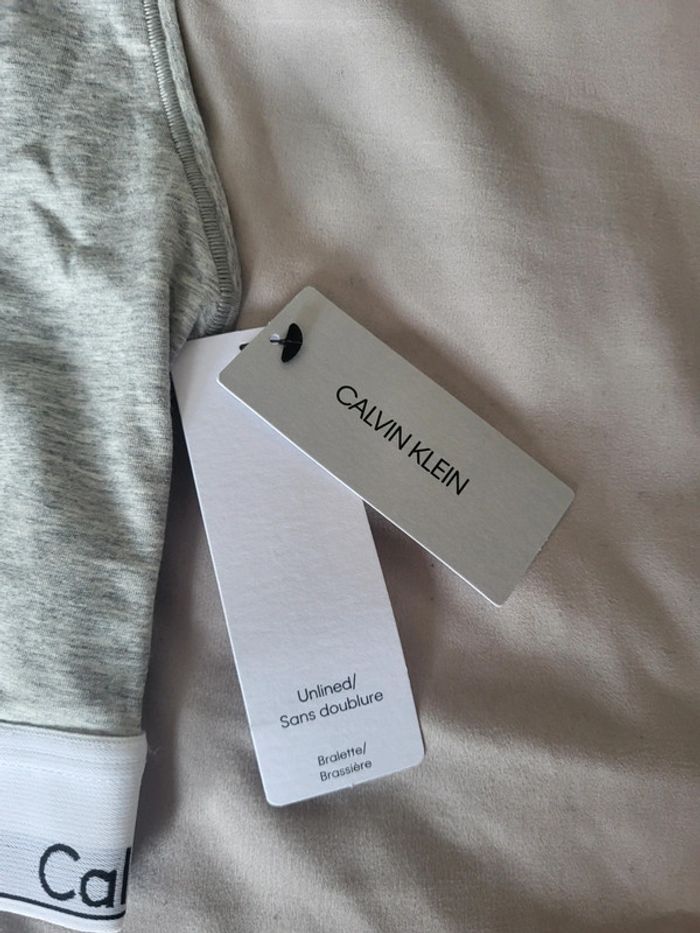 CALVIN KLEIN
Unlined/
Sans doublure
Bralette/
Brassière
Cal